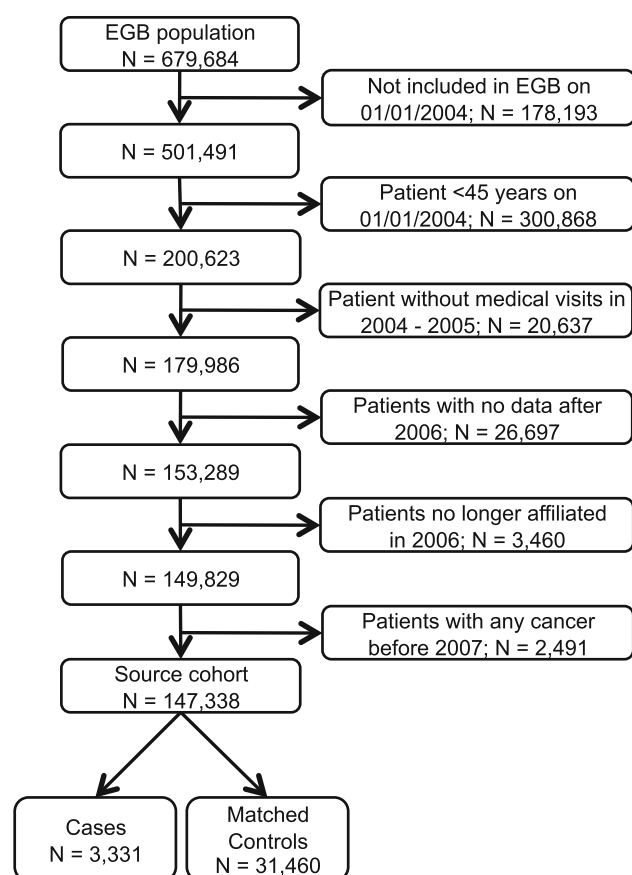 EGB population
N = 679,684
Not included in EGB on
01/01/2004; N = 178,193
N = 501,491
Patient <45 years on
01/01/2004; N = 300,868
N = 200,623
Patient without medical visits in
2004 - 2005; N = 20,637
N = 179,986
Patients with no data after
2006; N = 26,697
N = 153,289
Patients no longer affiliated
in 2006; N = 3,460
N = 149,829
Patients with any cancer
before 2007; N = 2,491
Source cohort
N = 147,338
Cases
N = 3,331
Matched
Controls
N = 31,460